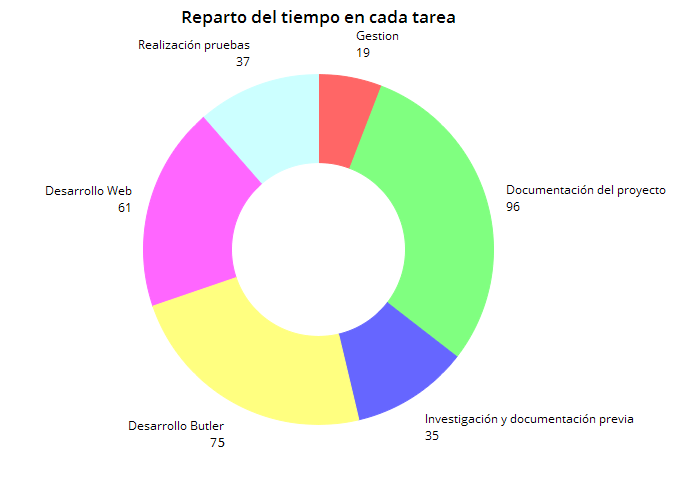 Reparto del tiempo en cada tarea
Gestion
19
Realización pruebas
37
Documentación del proyecto
96
Desarrollo Web
61
Investigación y documentación previa
35
Desarrollo Butler
75